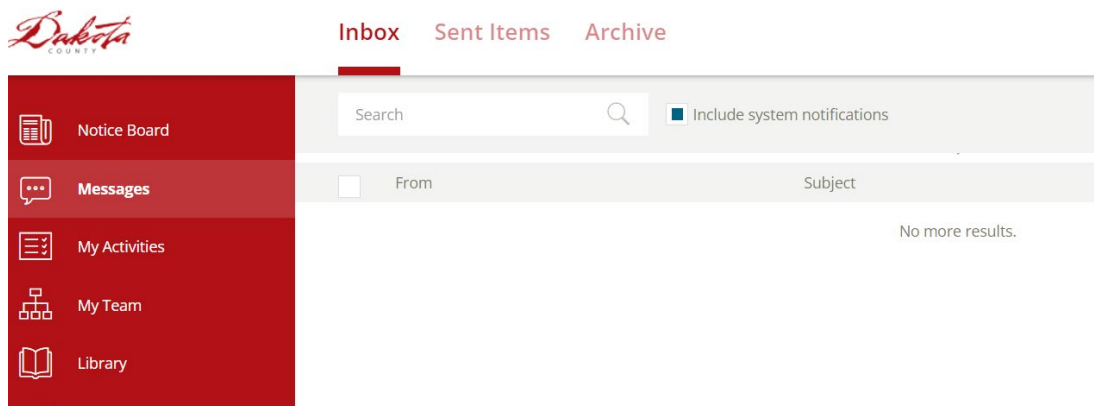 Dakota
COUNTY
Inbox Sent Items Archive
Notice Board
Messages
My Activities
My Team
Library
Search
Include system notifications
From Subject
No more results.